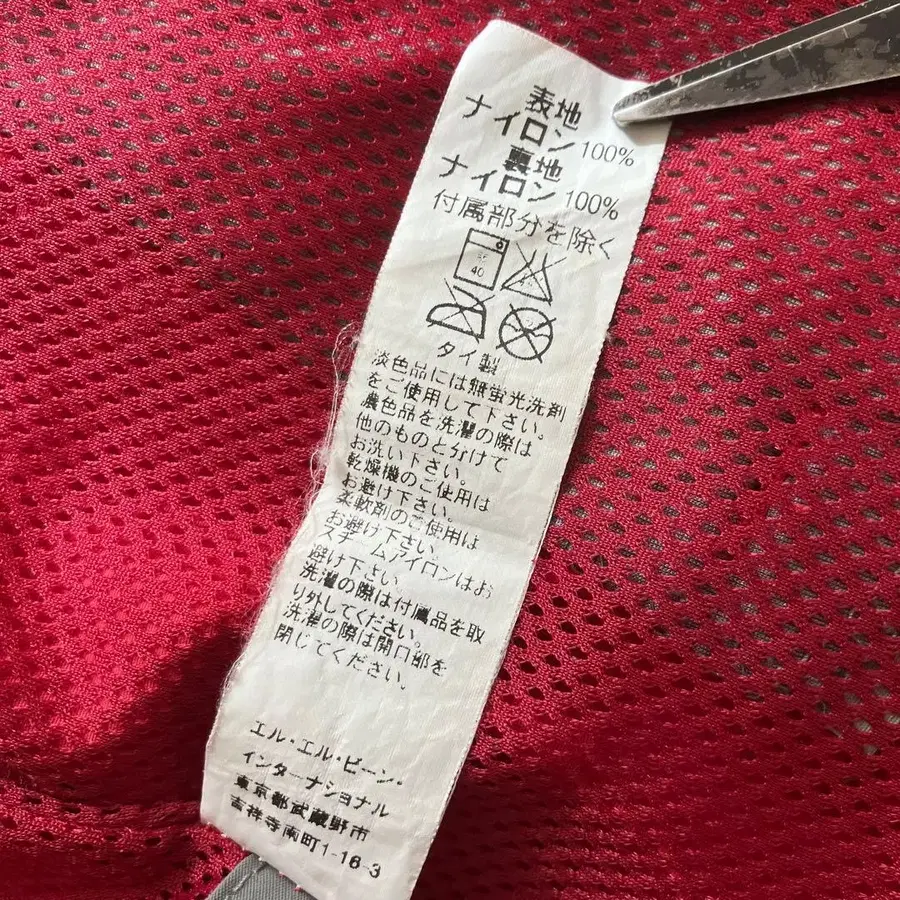 表地
ナイロン 100%
裏地
ナイロン 100%
付属部分を除く
40
タイ製
淡色品には無蛍光洗剤
をご使用して下さい。
濃色品を洗濯の際は
他のものと分けて
お洗い下さい。
乾燥機のご使用は
お避け下さい。
柔軟剤のご使用は
お避け下さい。
スチームアイロンはお
避け下さい
洗濯の際は付属品を取
り外してください。
洗濯の際は開口部を
閉じてください。
エル・エル・ビーン・
インターナショナル
東京都武蔵野市
吉祥寺南町1-16-3